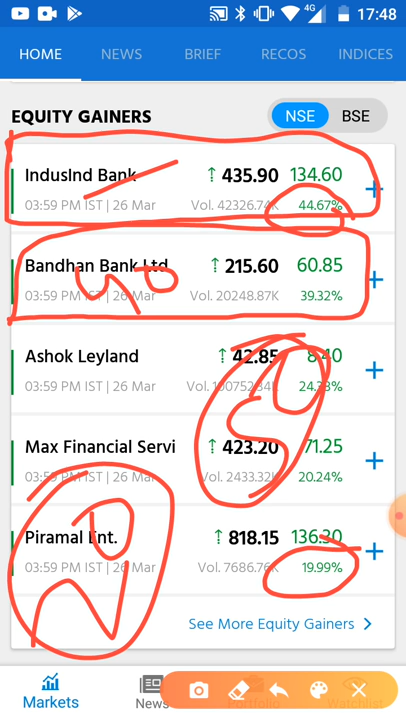 4G 17:48
HOME NEWS BRIEF RECOS INDICES
EQUITY GAINERS NSE BSE
IndusInd Bank ↑ 435.90 134.60 +
03:59 PM IST | 26 Mar Vol. 42326.74K 44.67%
Bandhan Bank Ltd ↑ 215.60 60.85 +
03:59 PM IST | 26 Mar Vol. 20248.87K 39.32%
40
Ashok Leyland ↑ 42.85 8.40 +
03:59 PM IST | 26 Mar Vol. 24.38%
30
Max Financial Servi ↑ 423.20 71.25 +
03:59 PM IST | 26 Mar Vol. 2433.32K 20.24%
20
Piramal Ent. ↑ 818.15 136.30 +
03:59 PM IST | 26 Mar Vol. 7686.76K 19.99%
See More Equity Gainers >
Markets News